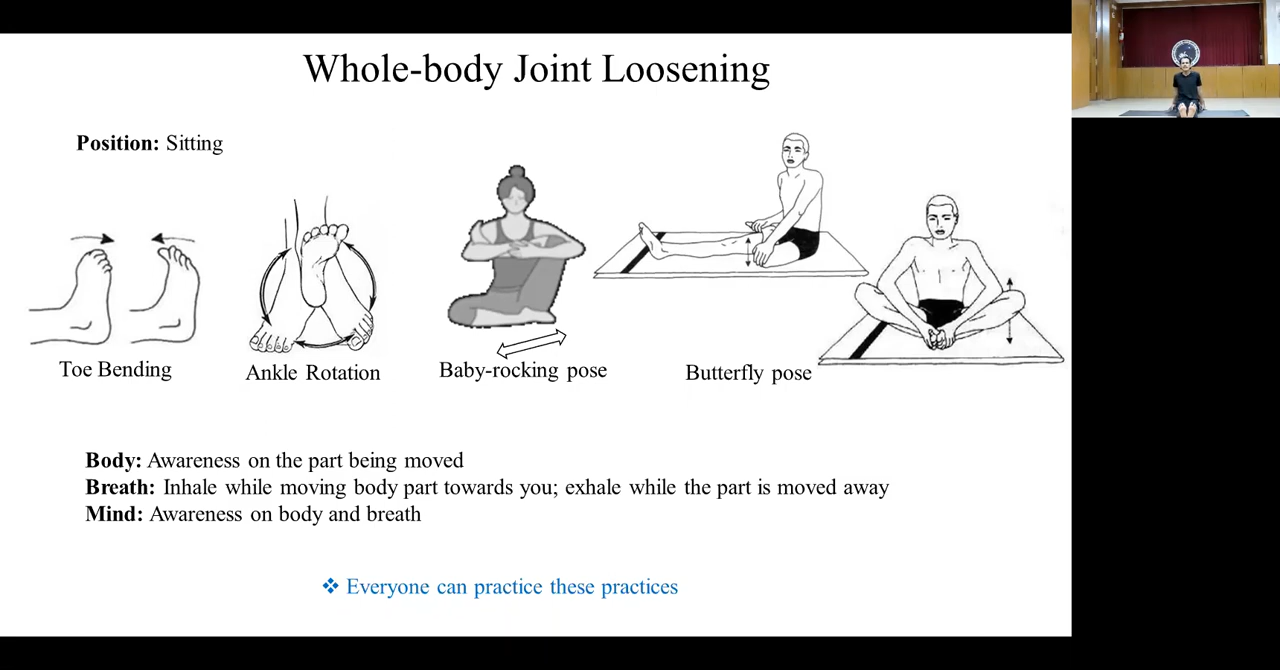 Whole-body Joint Loosening
Position: Sitting
Toe Bending
Ankle Rotation
Baby-rocking pose
Butterfly pose
Body: Awareness on the part being moved
Breath: Inhale while moving body part towards you; exhale while the part is moved away
Mind: Awareness on body and breath
❖ Everyone can practice these practices